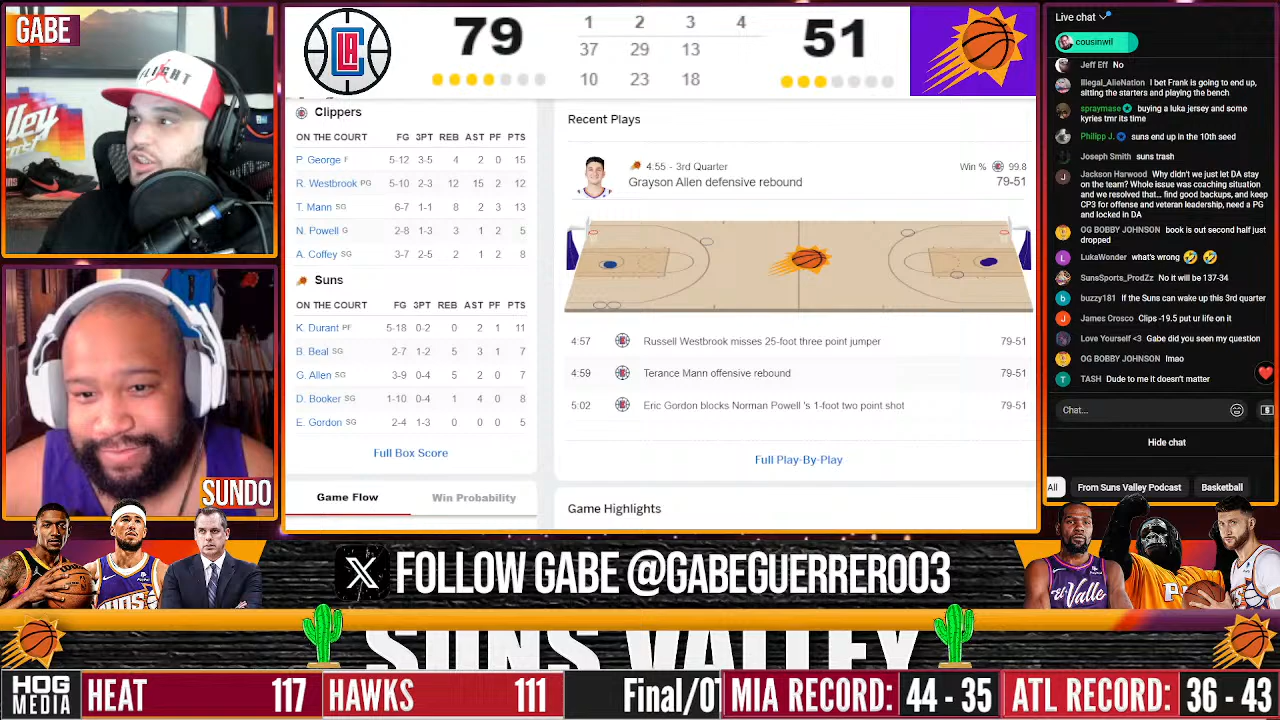 GABE
FLIGHT
SUNDO
LA
79
1 2 3 4
37 29 13
10 23 18
51
Clippers
ON THE COURT FG 3PT REB AST PF PTS
P. George F 5-12 3-5 4 2 0 15
R. Westbrook PG 5-10 2-3 12 15 2 12
T. Mann SG 6-7 1-1 8 2 3 13
N. Powell G 2-8 1-3 3 1 2 5
A. Coffey SG 3-7 2-5 2 1 2 8
Suns
ON THE COURT FG 3PT REB AST PF PTS
K. Durant PF 5-18 0-2 0 2 1 11
B. Beal SG 2-7 1-2 5 3 1 7
G. Allen SG 3-9 0-4 5 2 0 7
D. Booker SG 1-10 0-4 1 4 0 8
E. Gordon SG 2-4 1-3 0 0 0 5
Full Box Score
Game Flow Win Probability
Recent Plays
4:55 - 3rd Quarter
Grayson Allen defensive rebound
Win % 99.8
79-51
4:57 Russell Westbrook misses 25-foot three point jumper 79-51
4:59 Terance Mann offensive rebound 79-51
5:02 Eric Gordon blocks Norman Powell 's 1-foot two point shot 79-51
Full Play-By-Play
Game Highlights
Live chat
cousinwil
Jeff Eff No
Illegal_AlieNation I bet Frank is going to end up,
sitting the starters and playing the bench
spraymase buying a luka jersey and some
kyries tmr its time
Philipp J. suns end up in the 10th seed
Joseph Smith suns trash
Jackson Harwood Why didn't we just let DA stay
on the team? Whole issue was coaching situation
and we resolved that... find good backups, and keep
CP3 for offense and veteran leadership, need a PG
and locked in DA
OG BOBBY JOHNSON book is out second half just
dropped
LukaWonder what's wrong 🤣 🤣
SunsSports_ProdZz No it will be 137-34
buzzy181 If the Suns can wake up this 3rd quarter
James Crosco Clips -19.5 put ur life on it
Love Yourself <3 Gabe did you seen my question
OG BOBBY JOHNSON lmao
TASH Dude to me it doesn't matter
Chat...
Hide chat
All From Suns Valley Podcast Basketball
X FOLLOW GABE @GABEGUERRERO03
SUNS VALLEY
HOG
MEDIA
HEAT 117 HAWKS 111 Final/OT MIA RECORD: 44 - 35 ATL RECORD: 36 - 43